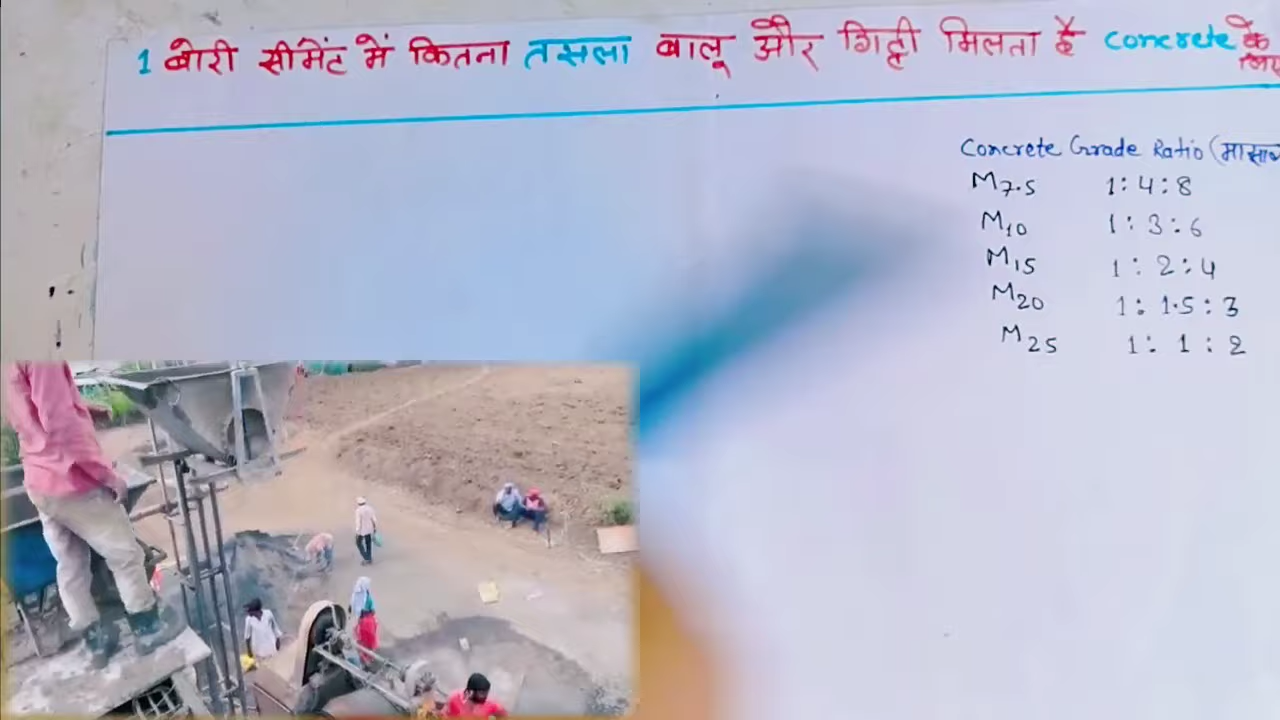 1 बोरी सीमेंट में कितना तसला बालू और गिट्टी मिलता है concrete के लिए
Concrete Grade Ratio (मासाला
M7.5 1:4:8
M10 1:3:6
M15 1:2:4
M20 1:1.5:3
M25 1:1:2